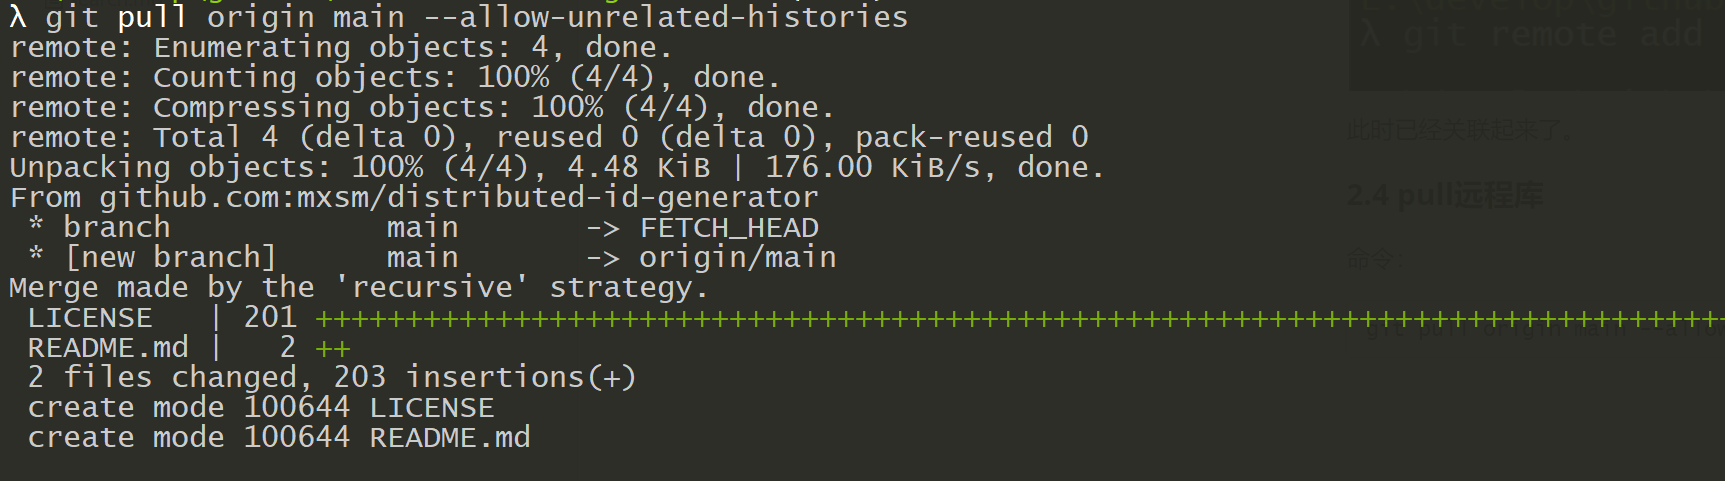 λ git pull origin main --allow-unrelated-histories
remote: Enumerating objects: 4, done.
remote: Counting objects: 100% (4/4), done.
remote: Compressing objects: 100% (4/4), done.
remote: Total 4 (delta 0), reused 0 (delta 0), pack-reused 0
Unpacking objects: 100% (4/4), 4.48 KiB | 176.00 KiB/s, done.
From github.com:mxsm/distributed-id-generator
 * branch            main       -> FETCH_HEAD
 * [new branch]      main       -> origin/main
Merge made by the 'recursive' strategy.
 LICENSE   | 201 ++++++++++++++++++++++++++++++++++++++++++++++++++++++++++++++++++++++++++++++
 README.md |   2 ++
 2 files changed, 203 insertions(+)
 create mode 100644 LICENSE
 create mode 100644 README.md
λ git remote add
此时已经关联起来了。
2.4 pull远程库
命令：
git pull origin main